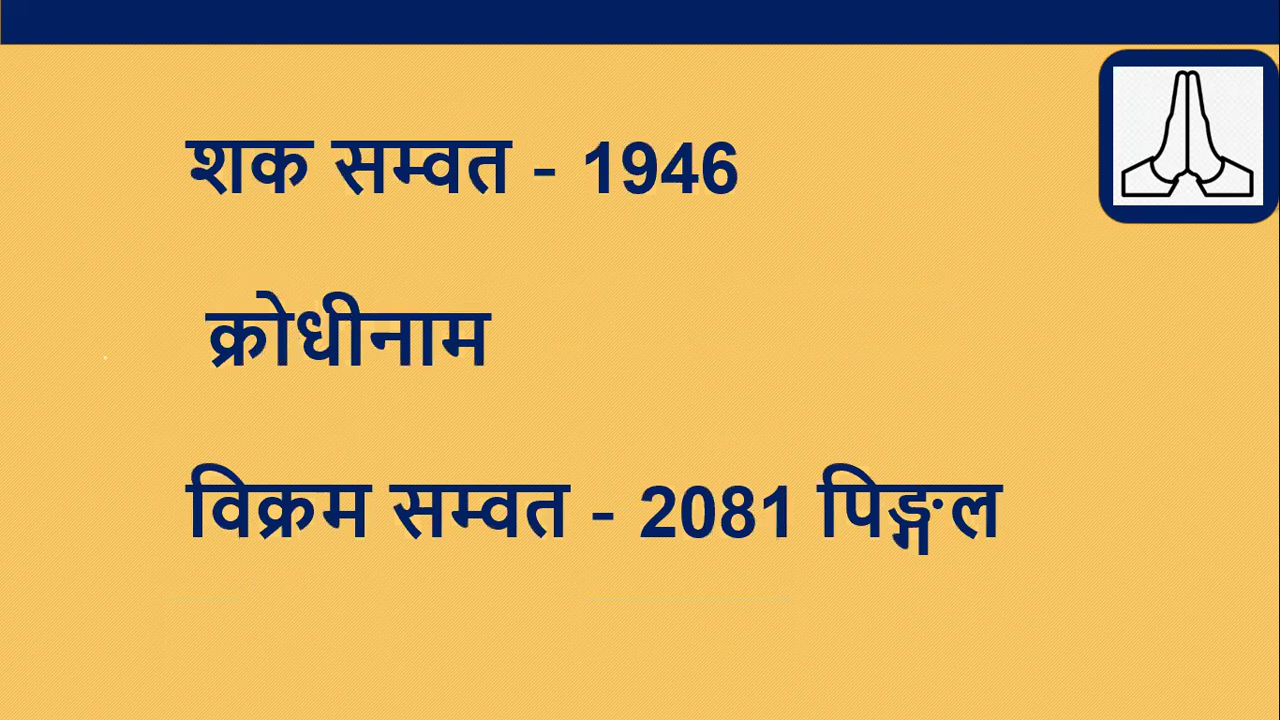 शक सम्वत - 1946
क्रोधीनाम
विक्रम सम्वत - 2081 पिङ्गल